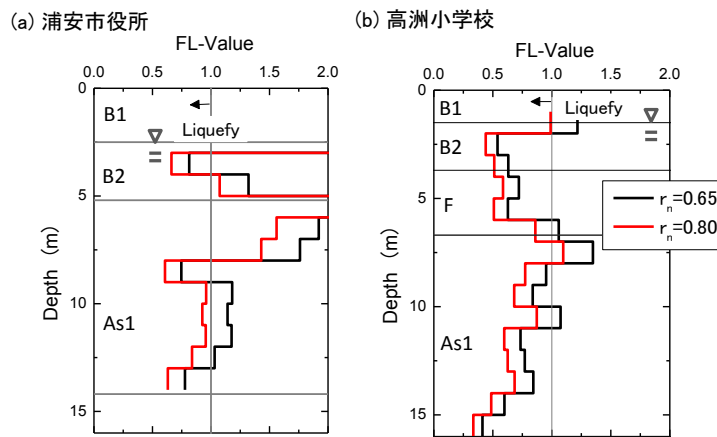 (a) 浦安市役所
FL-Value
0.0 0.5 1.0 1.5 2.0
0
5
10
15
Depth (m)
B1
Liquefy
B2
As1
(b) 高洲小学校
FL-Value
0.0 0.5 1.0 1.5 2.0
0
5
10
15
Depth (m)
B1
Liquefy
B2
F
As1
rn=0.65
rn=0.80